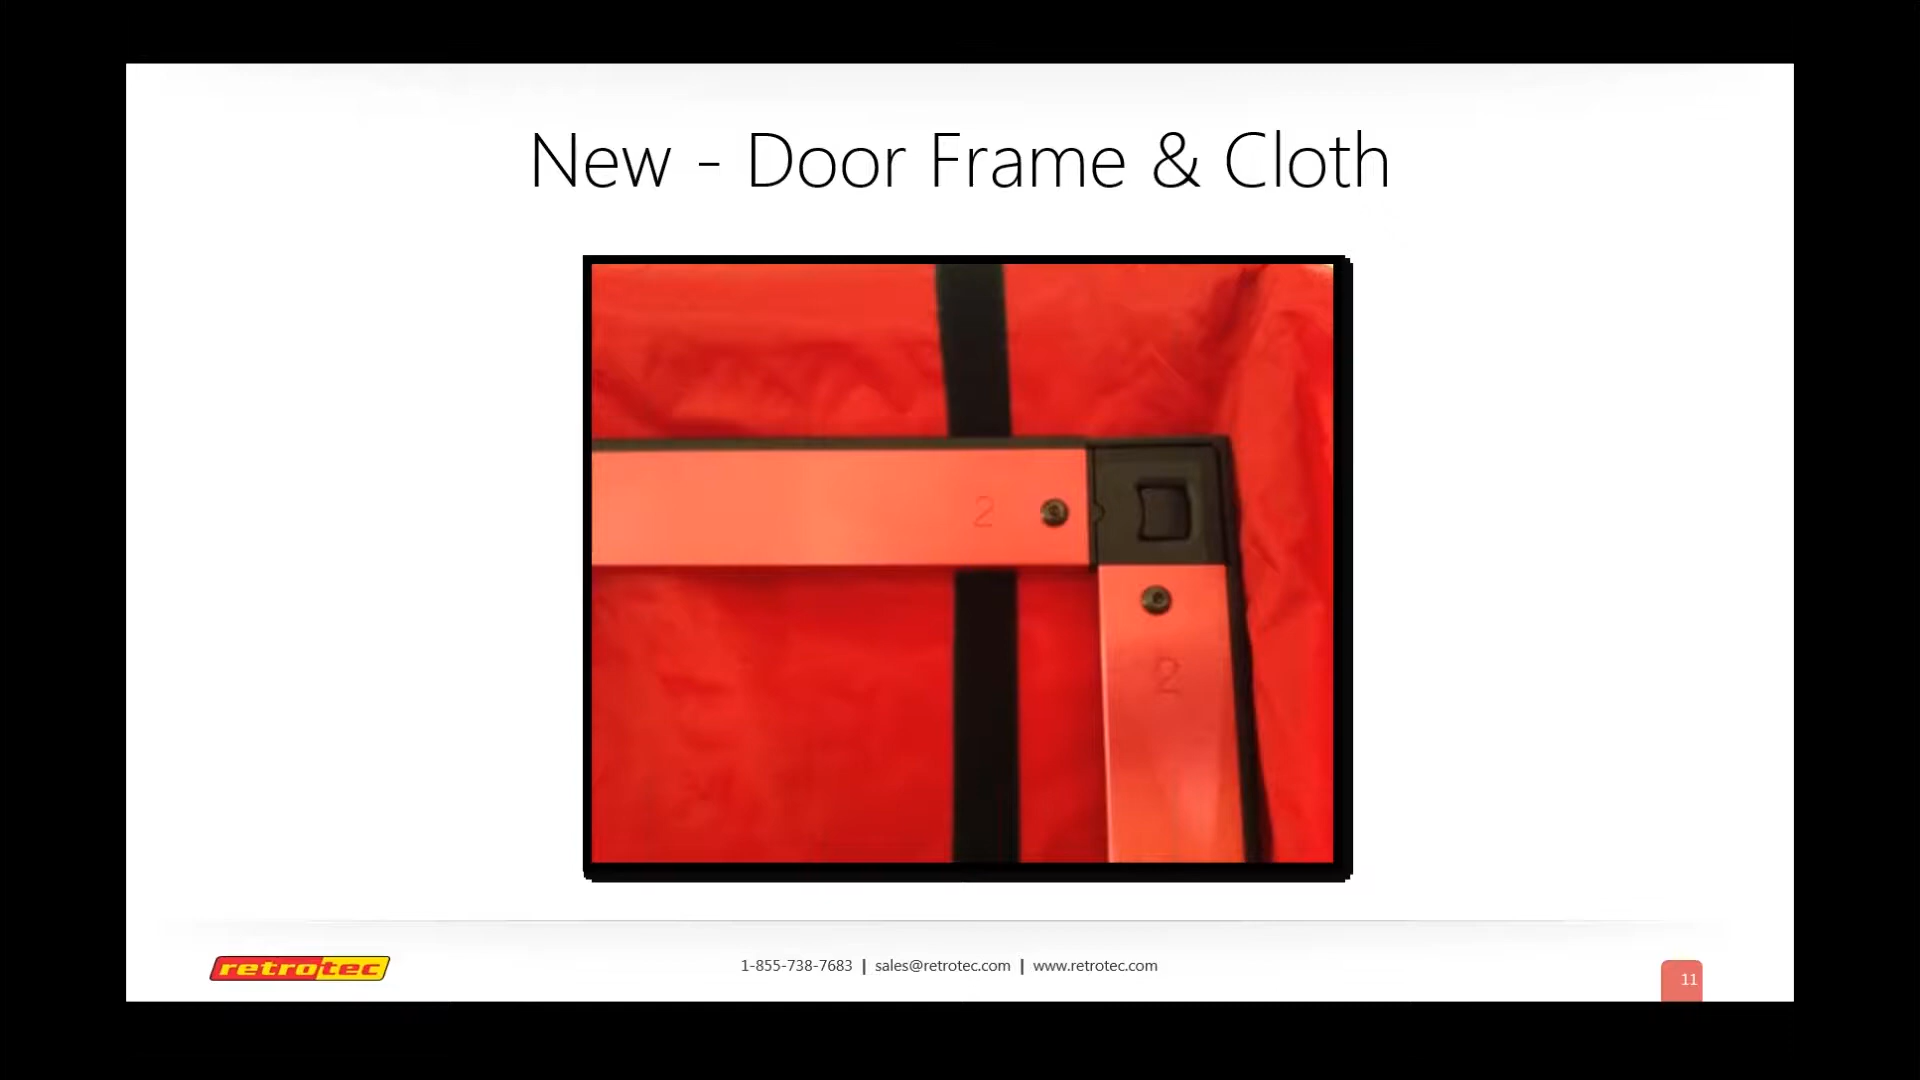 New - Door Frame & Cloth
2
2
retrotec
1-855-738-7683 | sales@retrotec.com | www.retrotec.com
11